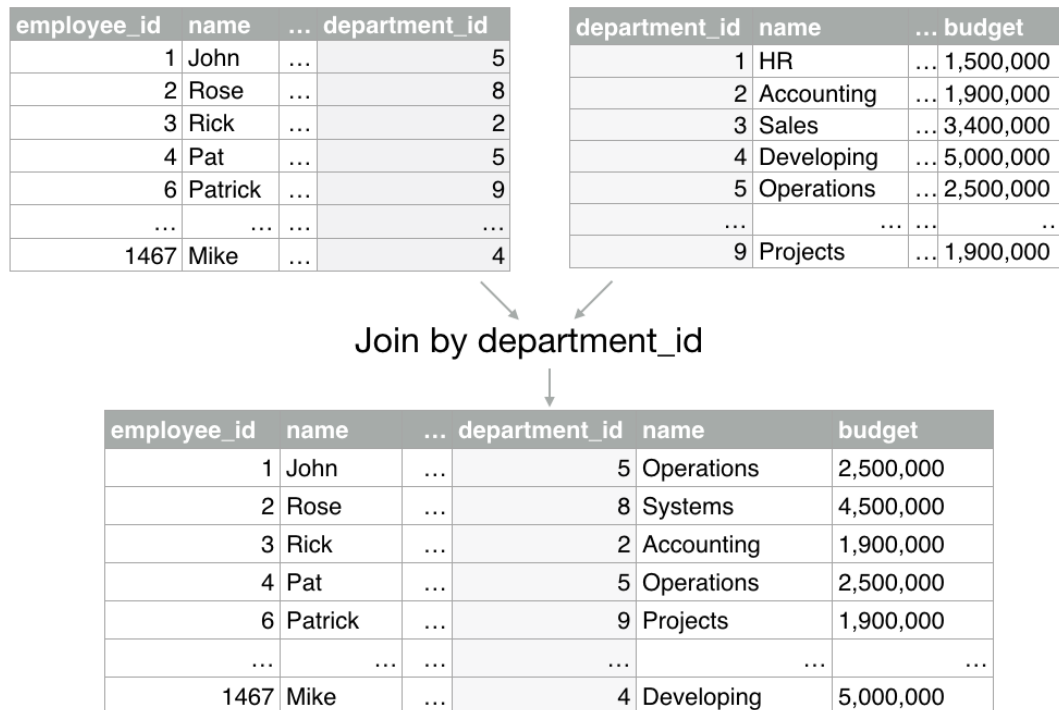 employee_id name … department_id
1 John … 5
2 Rose … 8
3 Rick … 2
4 Pat … 5
6 Patrick … 9
… … … …
1467 Mike … 4
department_id name … budget
1 HR … 1,500,000
2 Accounting … 1,900,000
3 Sales … 3,400,000
4 Developing … 5,000,000
5 Operations … 2,500,000
… … … ..
9 Projects … 1,900,000
Join by department_id
employee_id name … department_id name budget
1 John … 5 Operations 2,500,000
2 Rose … 8 Systems 4,500,000
3 Rick … 2 Accounting 1,900,000
4 Pat … 5 Operations 2,500,000
6 Patrick … 9 Projects 1,900,000
… … … … … …
1467 Mike … 4 Developing 5,000,000